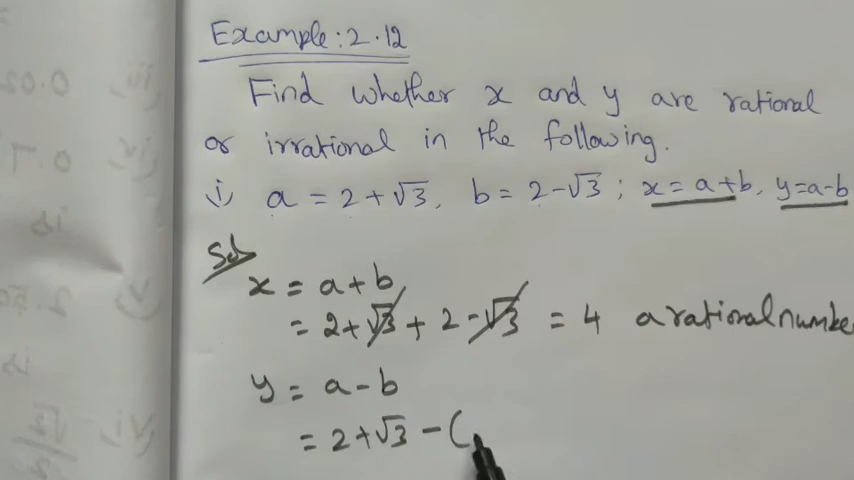 Example: 2.12
Find whether x and y are rational
or irrational in the following.
i) a = 2 + √3, b = 2 - √3 ; x = a + b, y = a - b
Sol
x = a + b
= 2 + √3 + 2 - √3 = 4 a rational number
y = a - b
= 2 + √3 - (